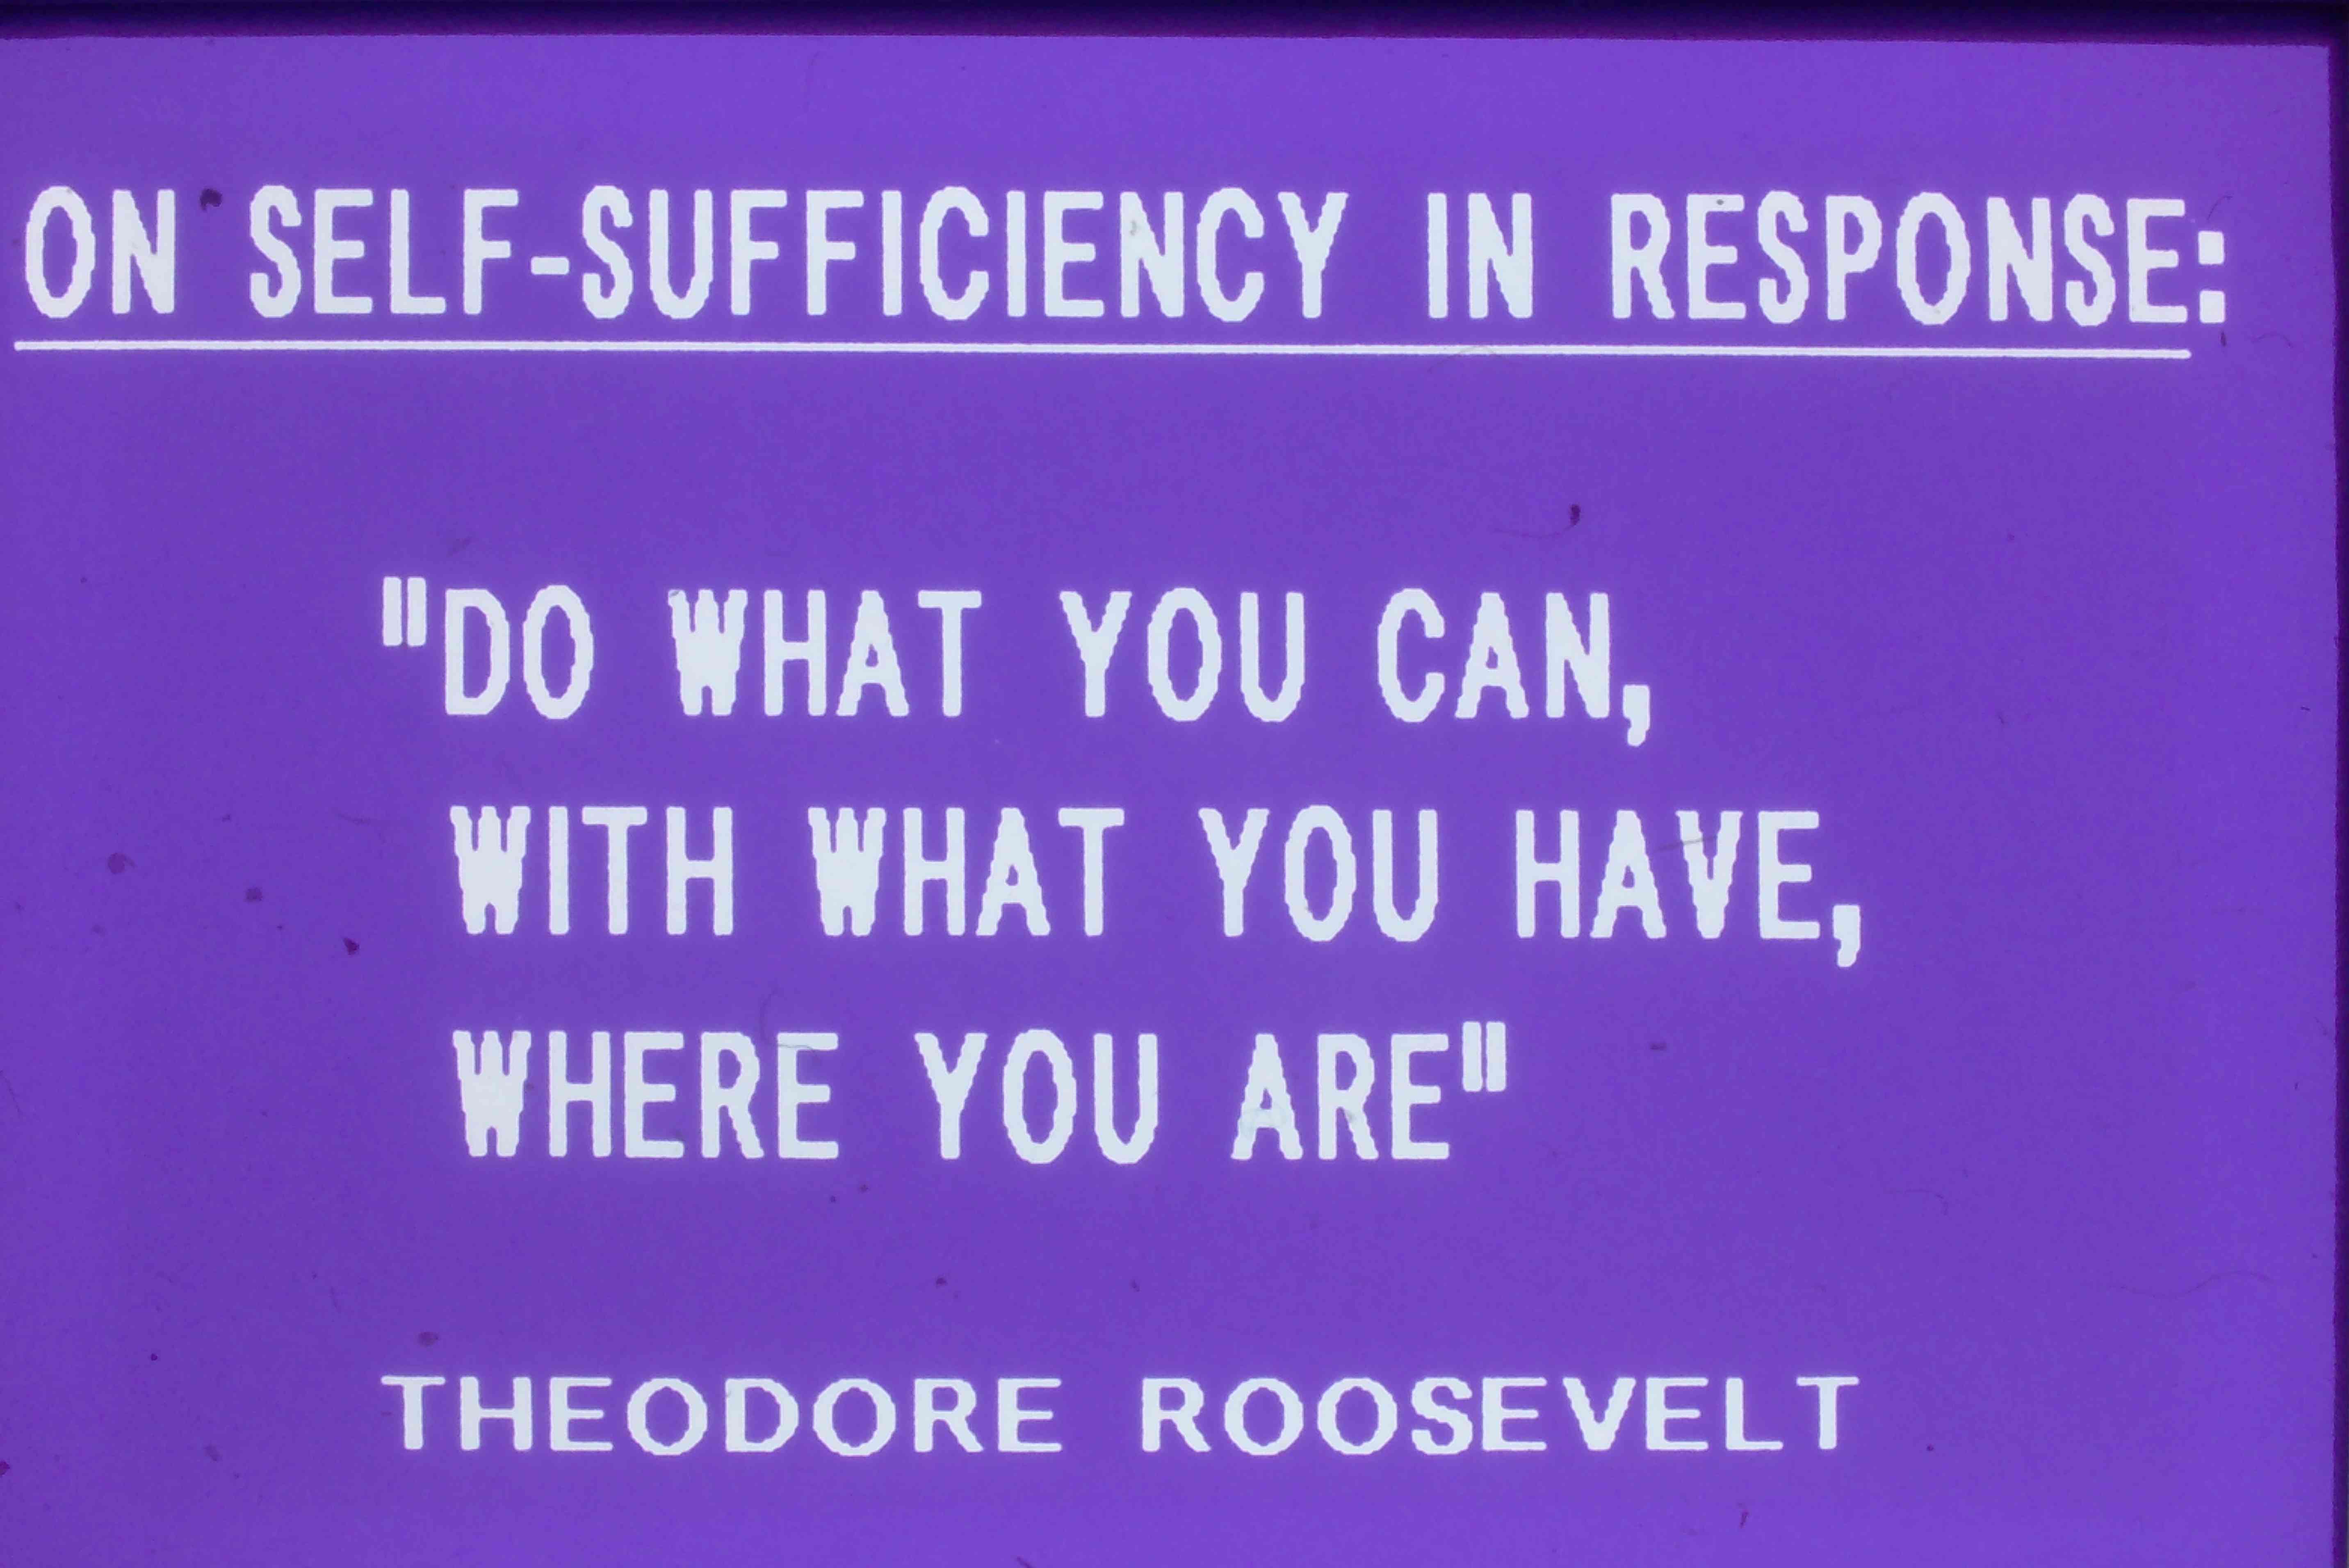 ON SELF-SUFFICIENCY IN RESPONSE:
"DO WHAT YOU CAN,
WITH WHAT YOU HAVE,
WHERE YOU ARE"
THEODORE ROOSEVELT